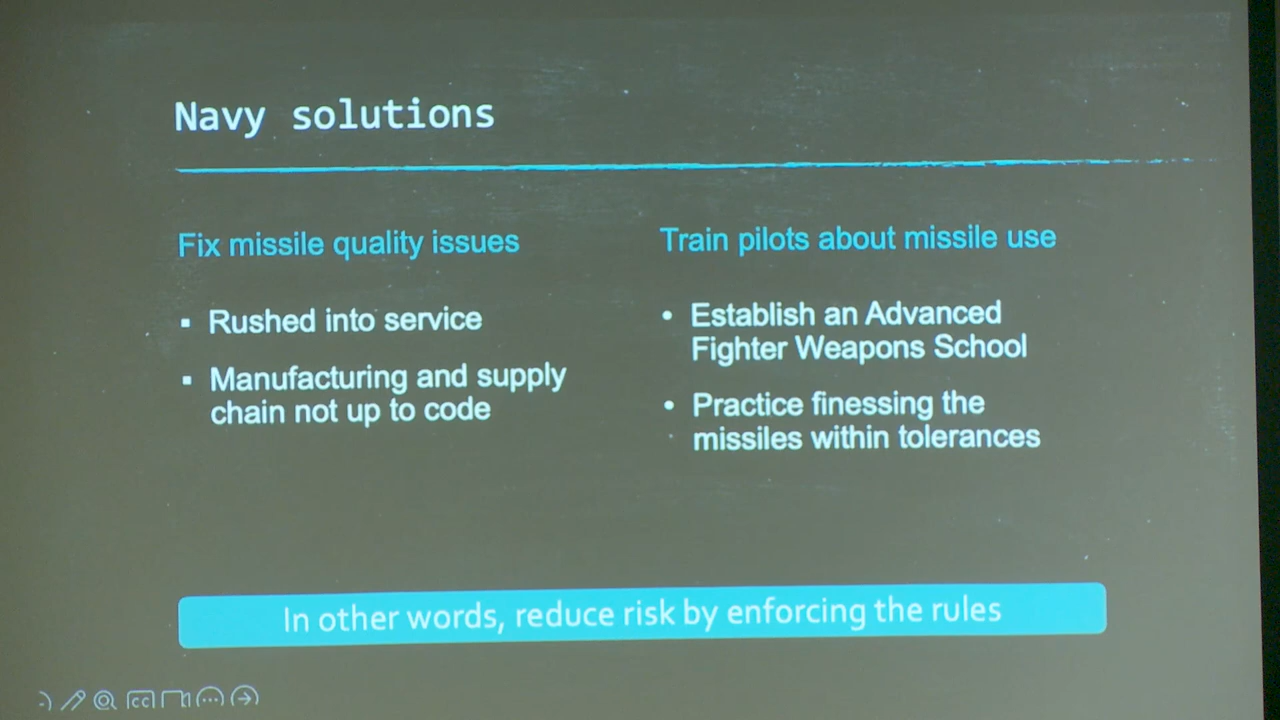 Navy solutions
Fix missile quality issues
▪ Rushed into service
▪ Manufacturing and supply
chain not up to code
Train pilots about missile use
• Establish an Advanced
Fighter Weapons School
• Practice finessing the
missiles within tolerances
In other words, reduce risk by enforcing the rules
CC